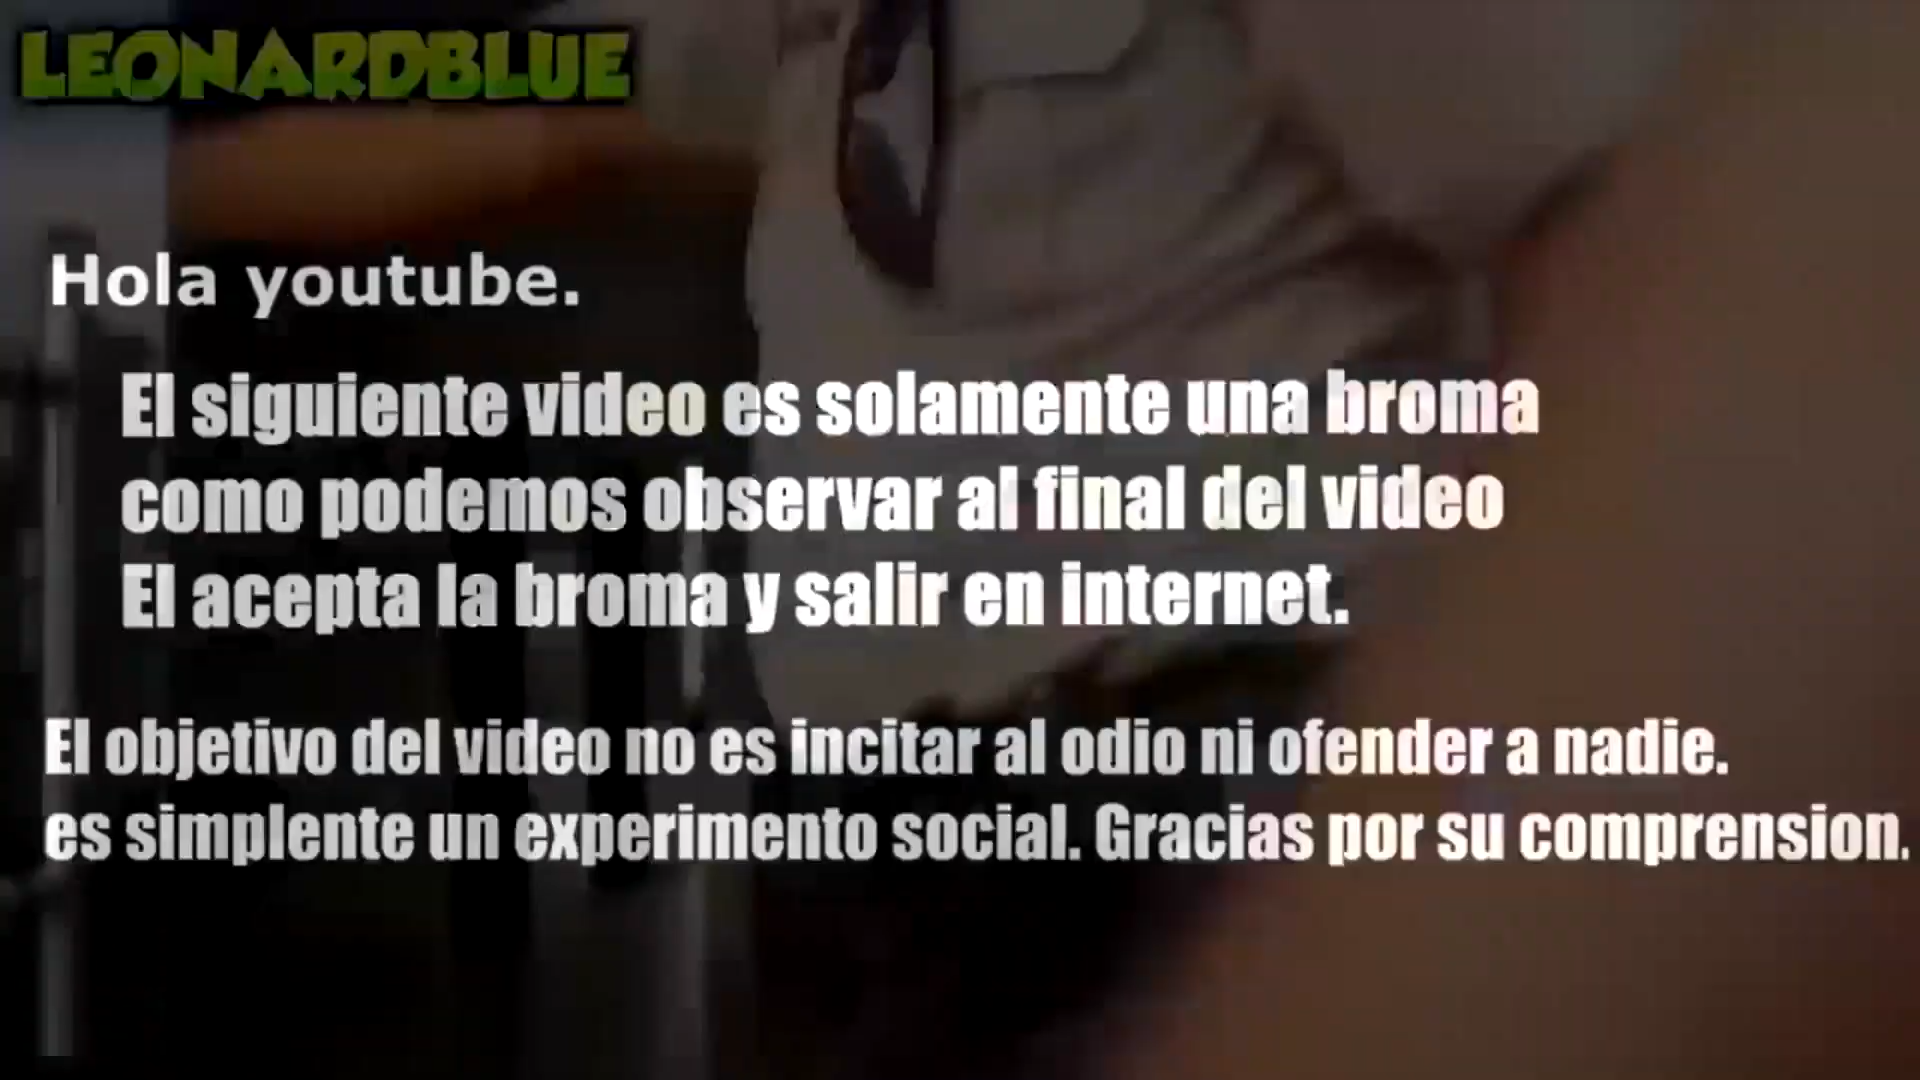 LEONARDBLUE
Hola youtube.
El siguiente video es solamente una broma
como podemos observar al final del video
El acepta la broma y salir en internet.
El objetivo del video no es incitar al odio ni ofender a nadie.
es simplente un experimento social. Gracias por su comprension.